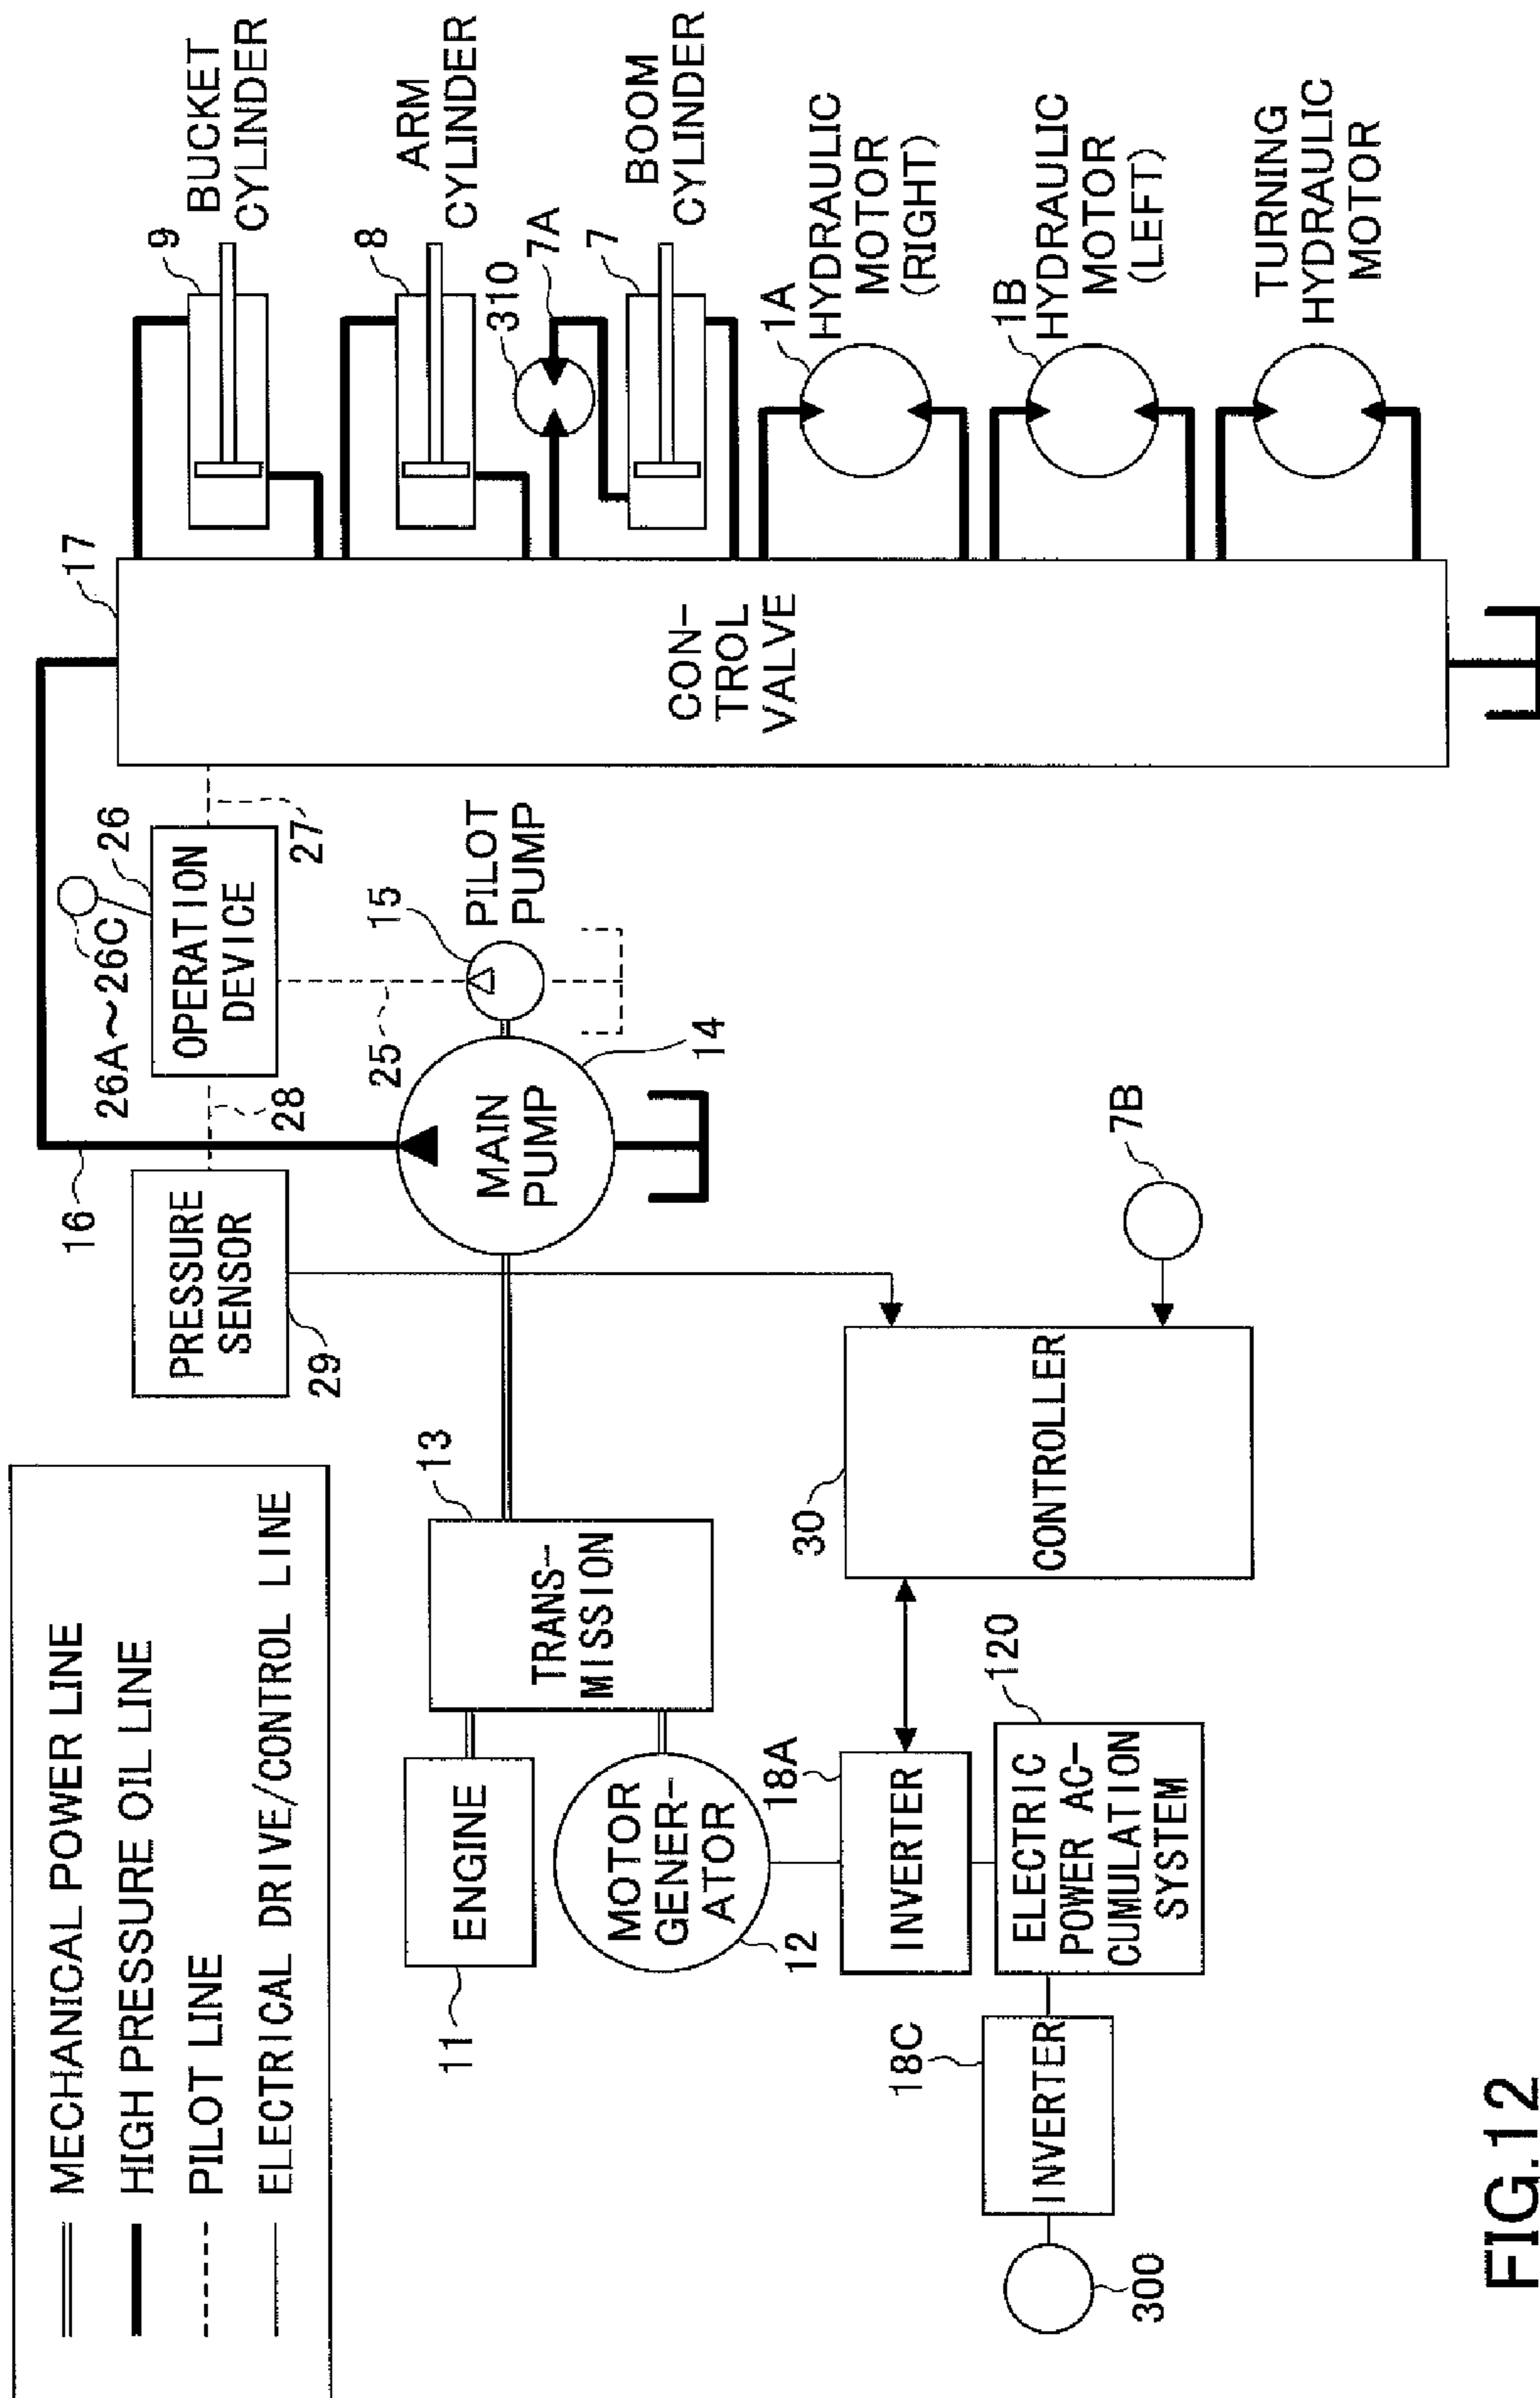 MECHANICAL POWER LINE
HIGH PRESSURE OIL LINE
PILOT LINE
ELECTRICAL DRIVE/CONTROL LINE
11
ENGINE
MOTOR
GENER-
ATOR
12
13
TRANS-
MISSION
18A
INVERTER
120
ELECTRIC
POWER AC-
CUMULATION
SYSTEM
18C
INVERTER
300
30
CONTROLLER
7B
16
PRESSURE
SENSOR
29
28
26A~26C
26
OPERATION
DEVICE
27
25
15
PILOT
PUMP
MAIN
PUMP
14
17
CON-
TROL
VALVE
9
BUCKET
CYLINDER
8
ARM
CYLINDER
310
7A
7
BOOM
CYLINDER
1A
HYDRAULIC
MOTOR
(RIGHT)
1B
HYDRAULIC
MOTOR
(LEFT)
TURNING
HYDRAULIC
MOTOR
FIG.12